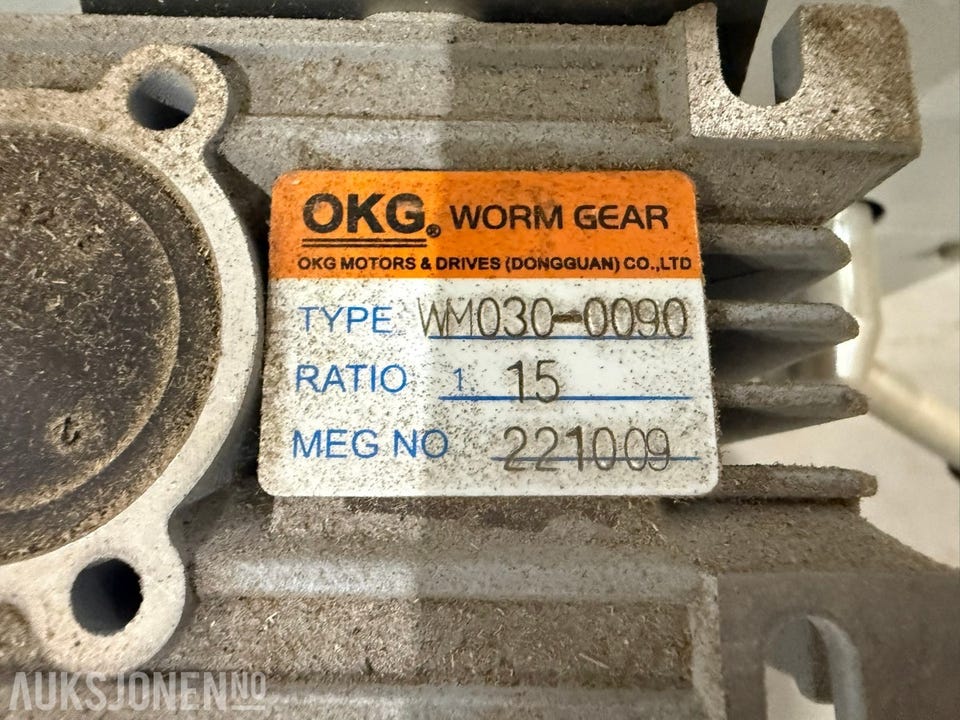 OKG® WORM GEAR
OKG MOTORS & DRIVES (DONGGUAN) CO.,LTD
TYPE WM030-0090
RATIO 1 15
MEG NO 221009
AUKSJONEN NO